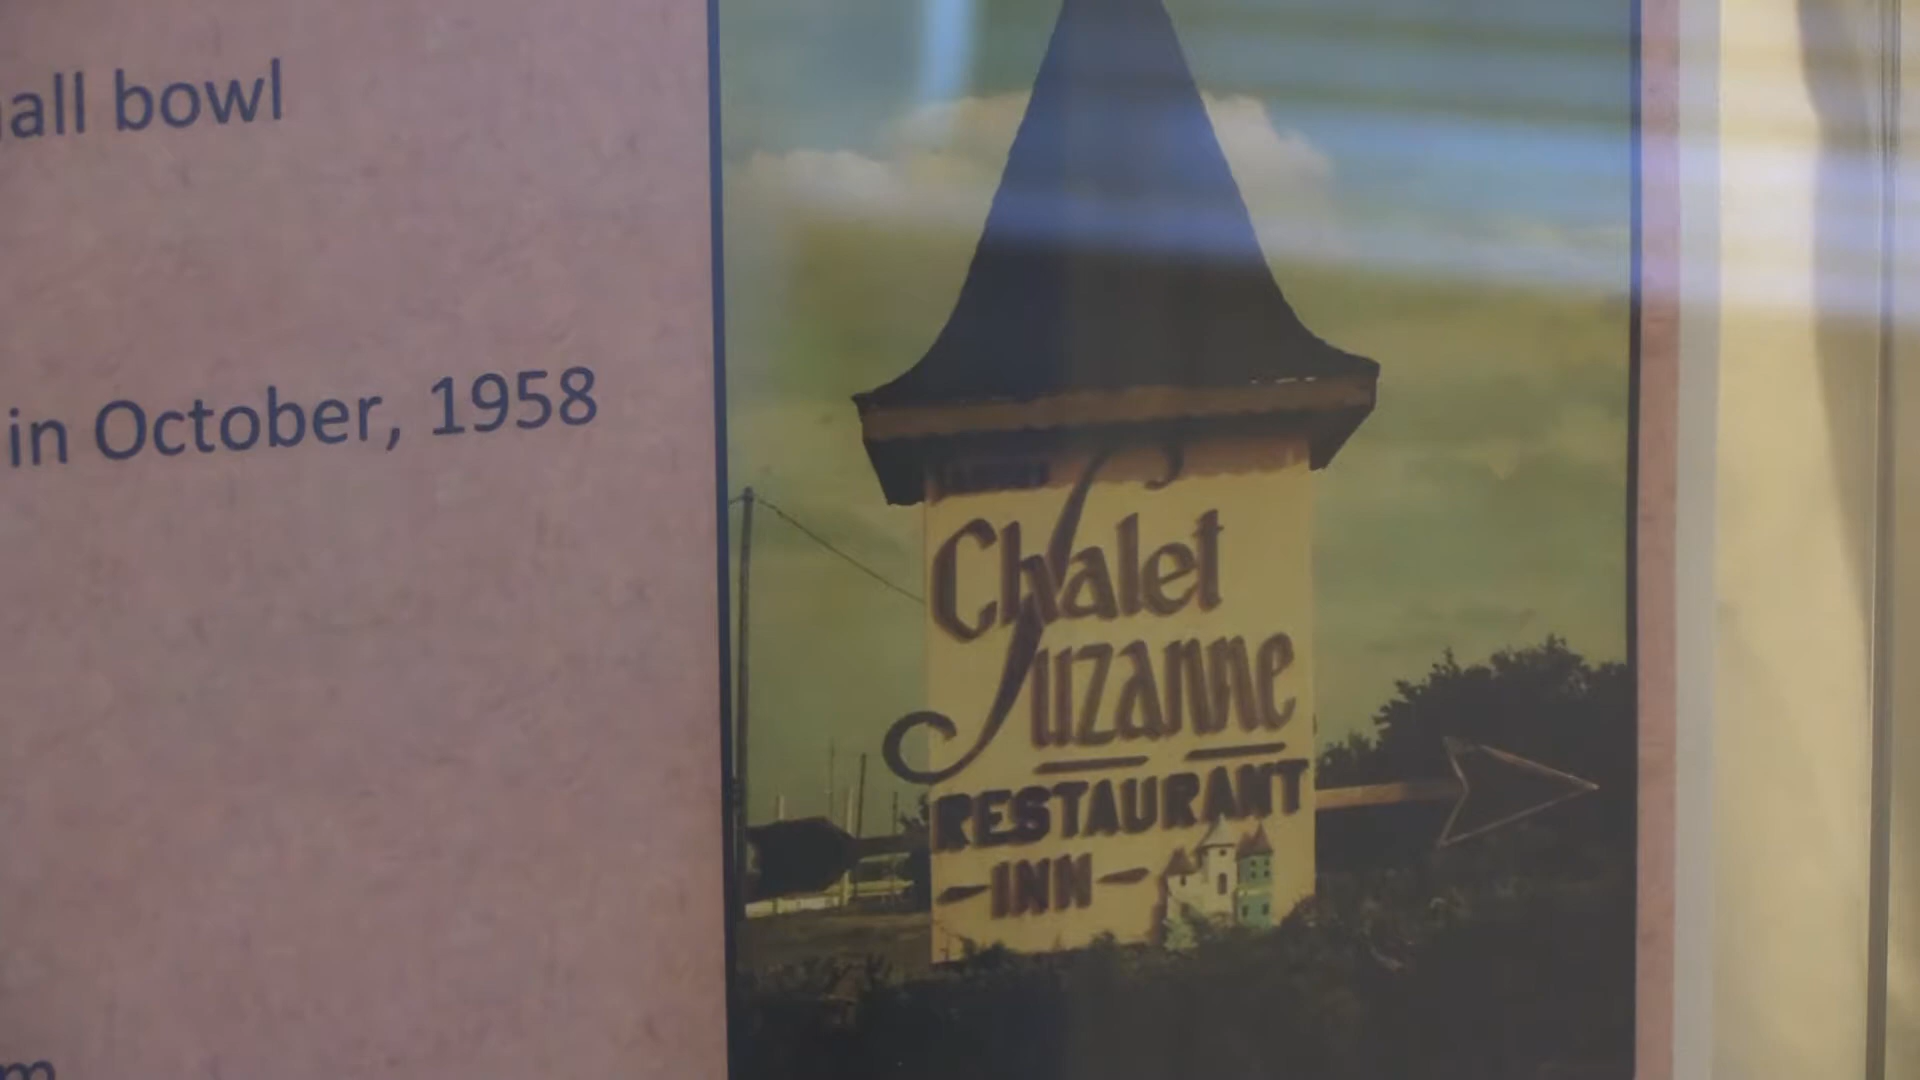 all bowl
in October, 1958
Chalet
Suzanne
RESTAURANT
-INN-